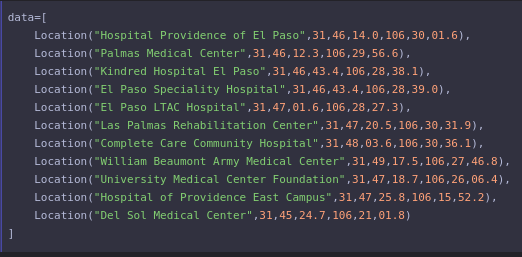 data=[
Location("Hospital Providence of El Paso",31,46,14.0,106,30,01.6),
Location("Palmas Medical Center",31,46,12.3,106,29,56.6),
Location("Kindred Hospital El Paso",31,46,43.4,106,28,38.1),
Location("El Paso Speciality Hospital",31,46,43.4,106,28,39.0),
Location("El Paso LTAC Hospital",31,47,01.6,106,28,27.3),
Location("Las Palmas Rehabilitation Center",31,47,20.5,106,30,31.9),
Location("Complete Care Community Hospital",31,48,03.6,106,30,36.1),
Location("William Beaumont Army Medical Center",31,49,17.5,106,27,46.8),
Location("University Medical Center Foundation",31,47,18.7,106,26,06.4),
Location("Hospital of Providence East Campus",31,47,25.8,106,15,52.2),
Location("Del Sol Medical Center",31,45,24.7,106,21,01.8)
]